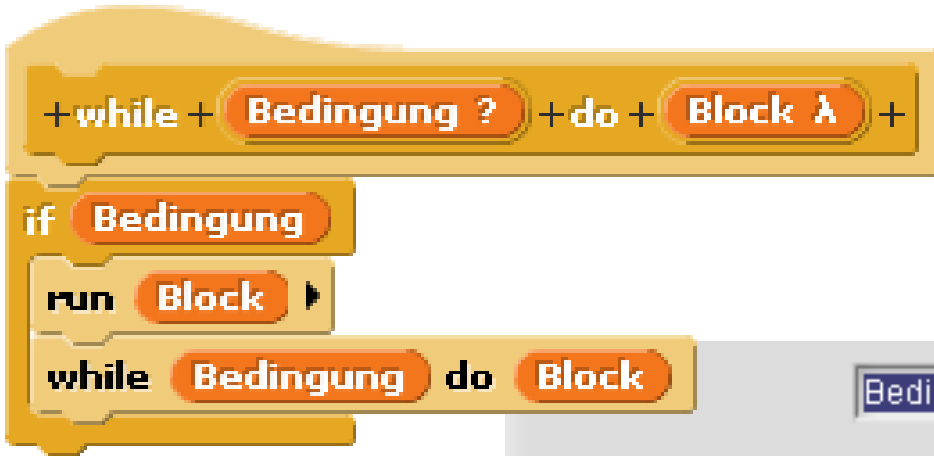 +while+ Bedingung ? +do+ Block λ +
if Bedingung
run Block
while Bedingung do Block
Bedi